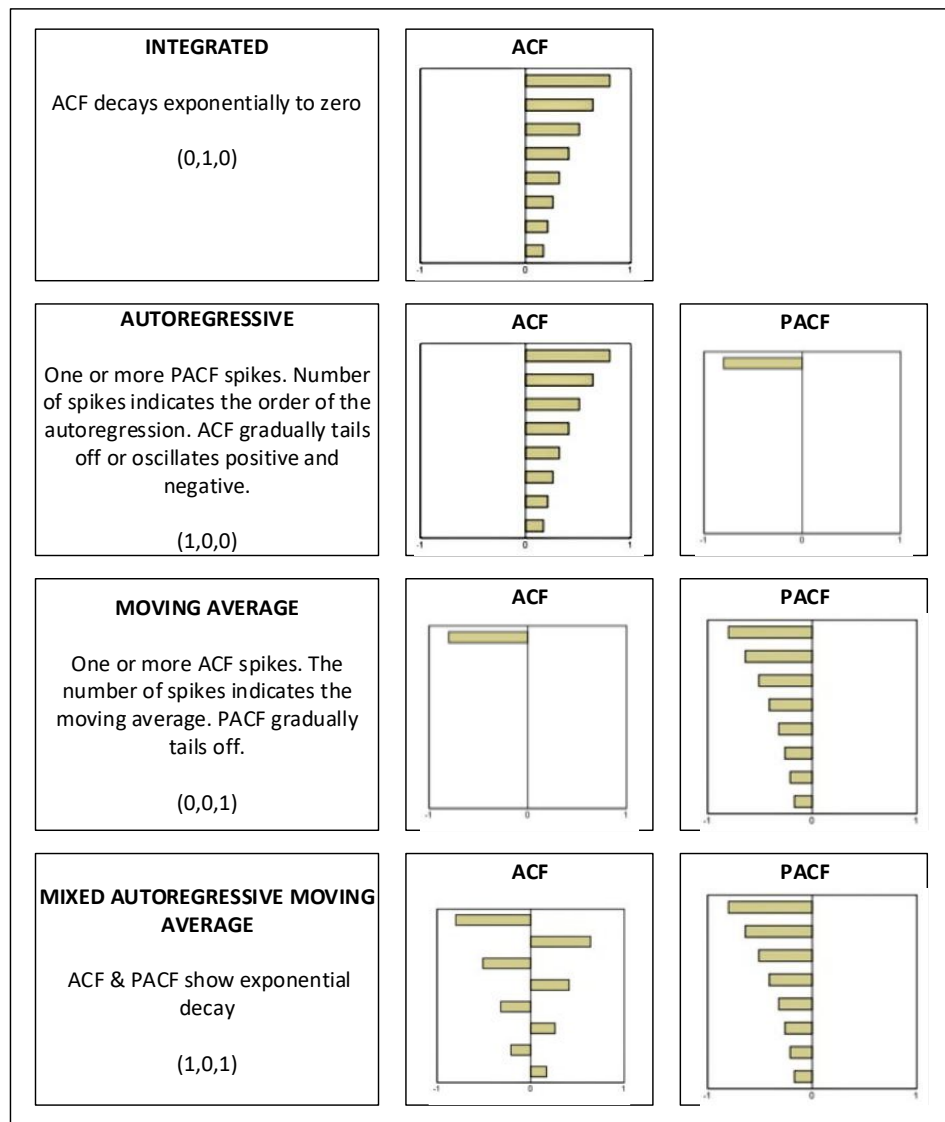 INTEGRATED
ACF decays exponentially to zero
(0,1,0)
ACF
-1 0 1
AUTOREGRESSIVE
One or more PACF spikes. Number
of spikes indicates the order of the
autoregression. ACF gradually tails
off or oscillates positive and
negative.
(1,0,0)
ACF
-1 0 1
PACF
-1 0 1
MOVING AVERAGE
One or more ACF spikes. The
number of spikes indicates the
moving average. PACF gradually
tails off.
(0,0,1)
ACF
-1 0 1
PACF
-1 0 1
MIXED AUTOREGRESSIVE MOVING
AVERAGE
ACF & PACF show exponential
decay
(1,0,1)
ACF
-1 0 1
PACF
-1 0 1